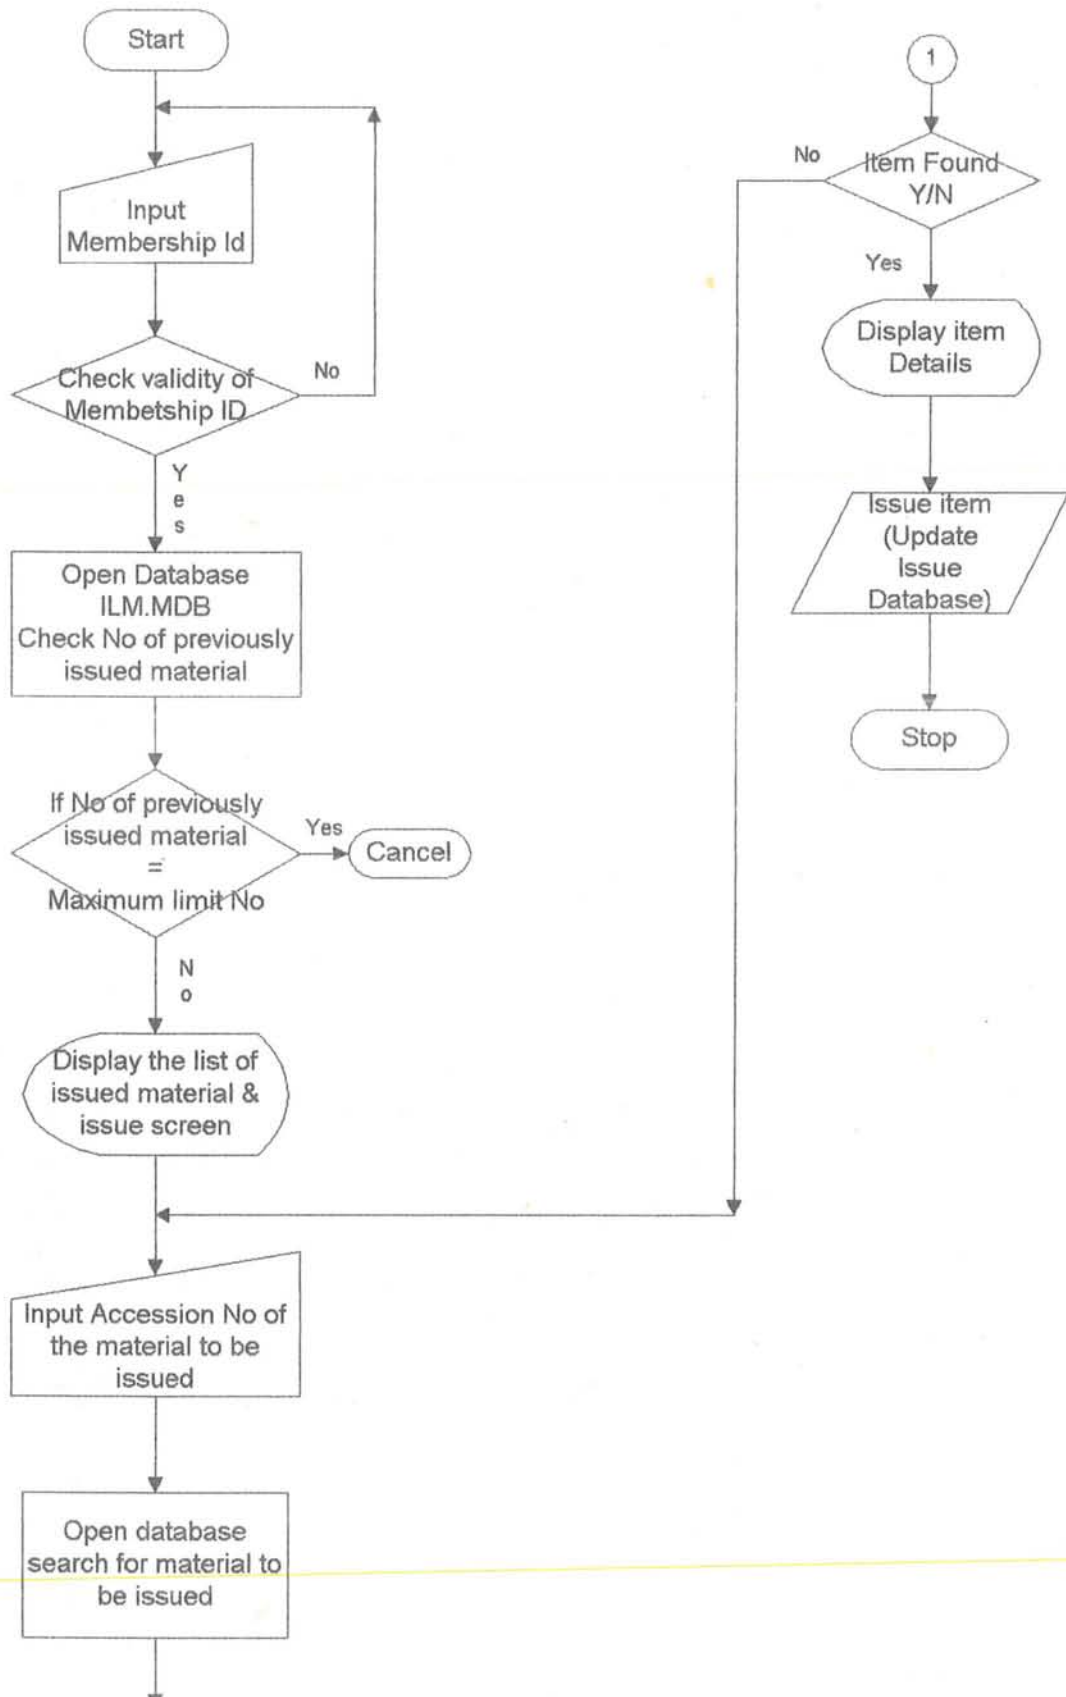 Start
Input
Membership Id
Check validity of
Membetship ID
No
Y
e
s
Open Database
ILM.MDB
Check No of previously
issued material
If No of previously
issued material
=
Maximum limit No
Yes
Cancel
N
o
Display the list of
issued material &
issue screen
Input Accession No of
the material to be
issued
Open database
search for material to
be issued
1
Item Found
Y/N
No
Yes
Display item
Details
Issue item
(Update
Issue
Database)
Stop